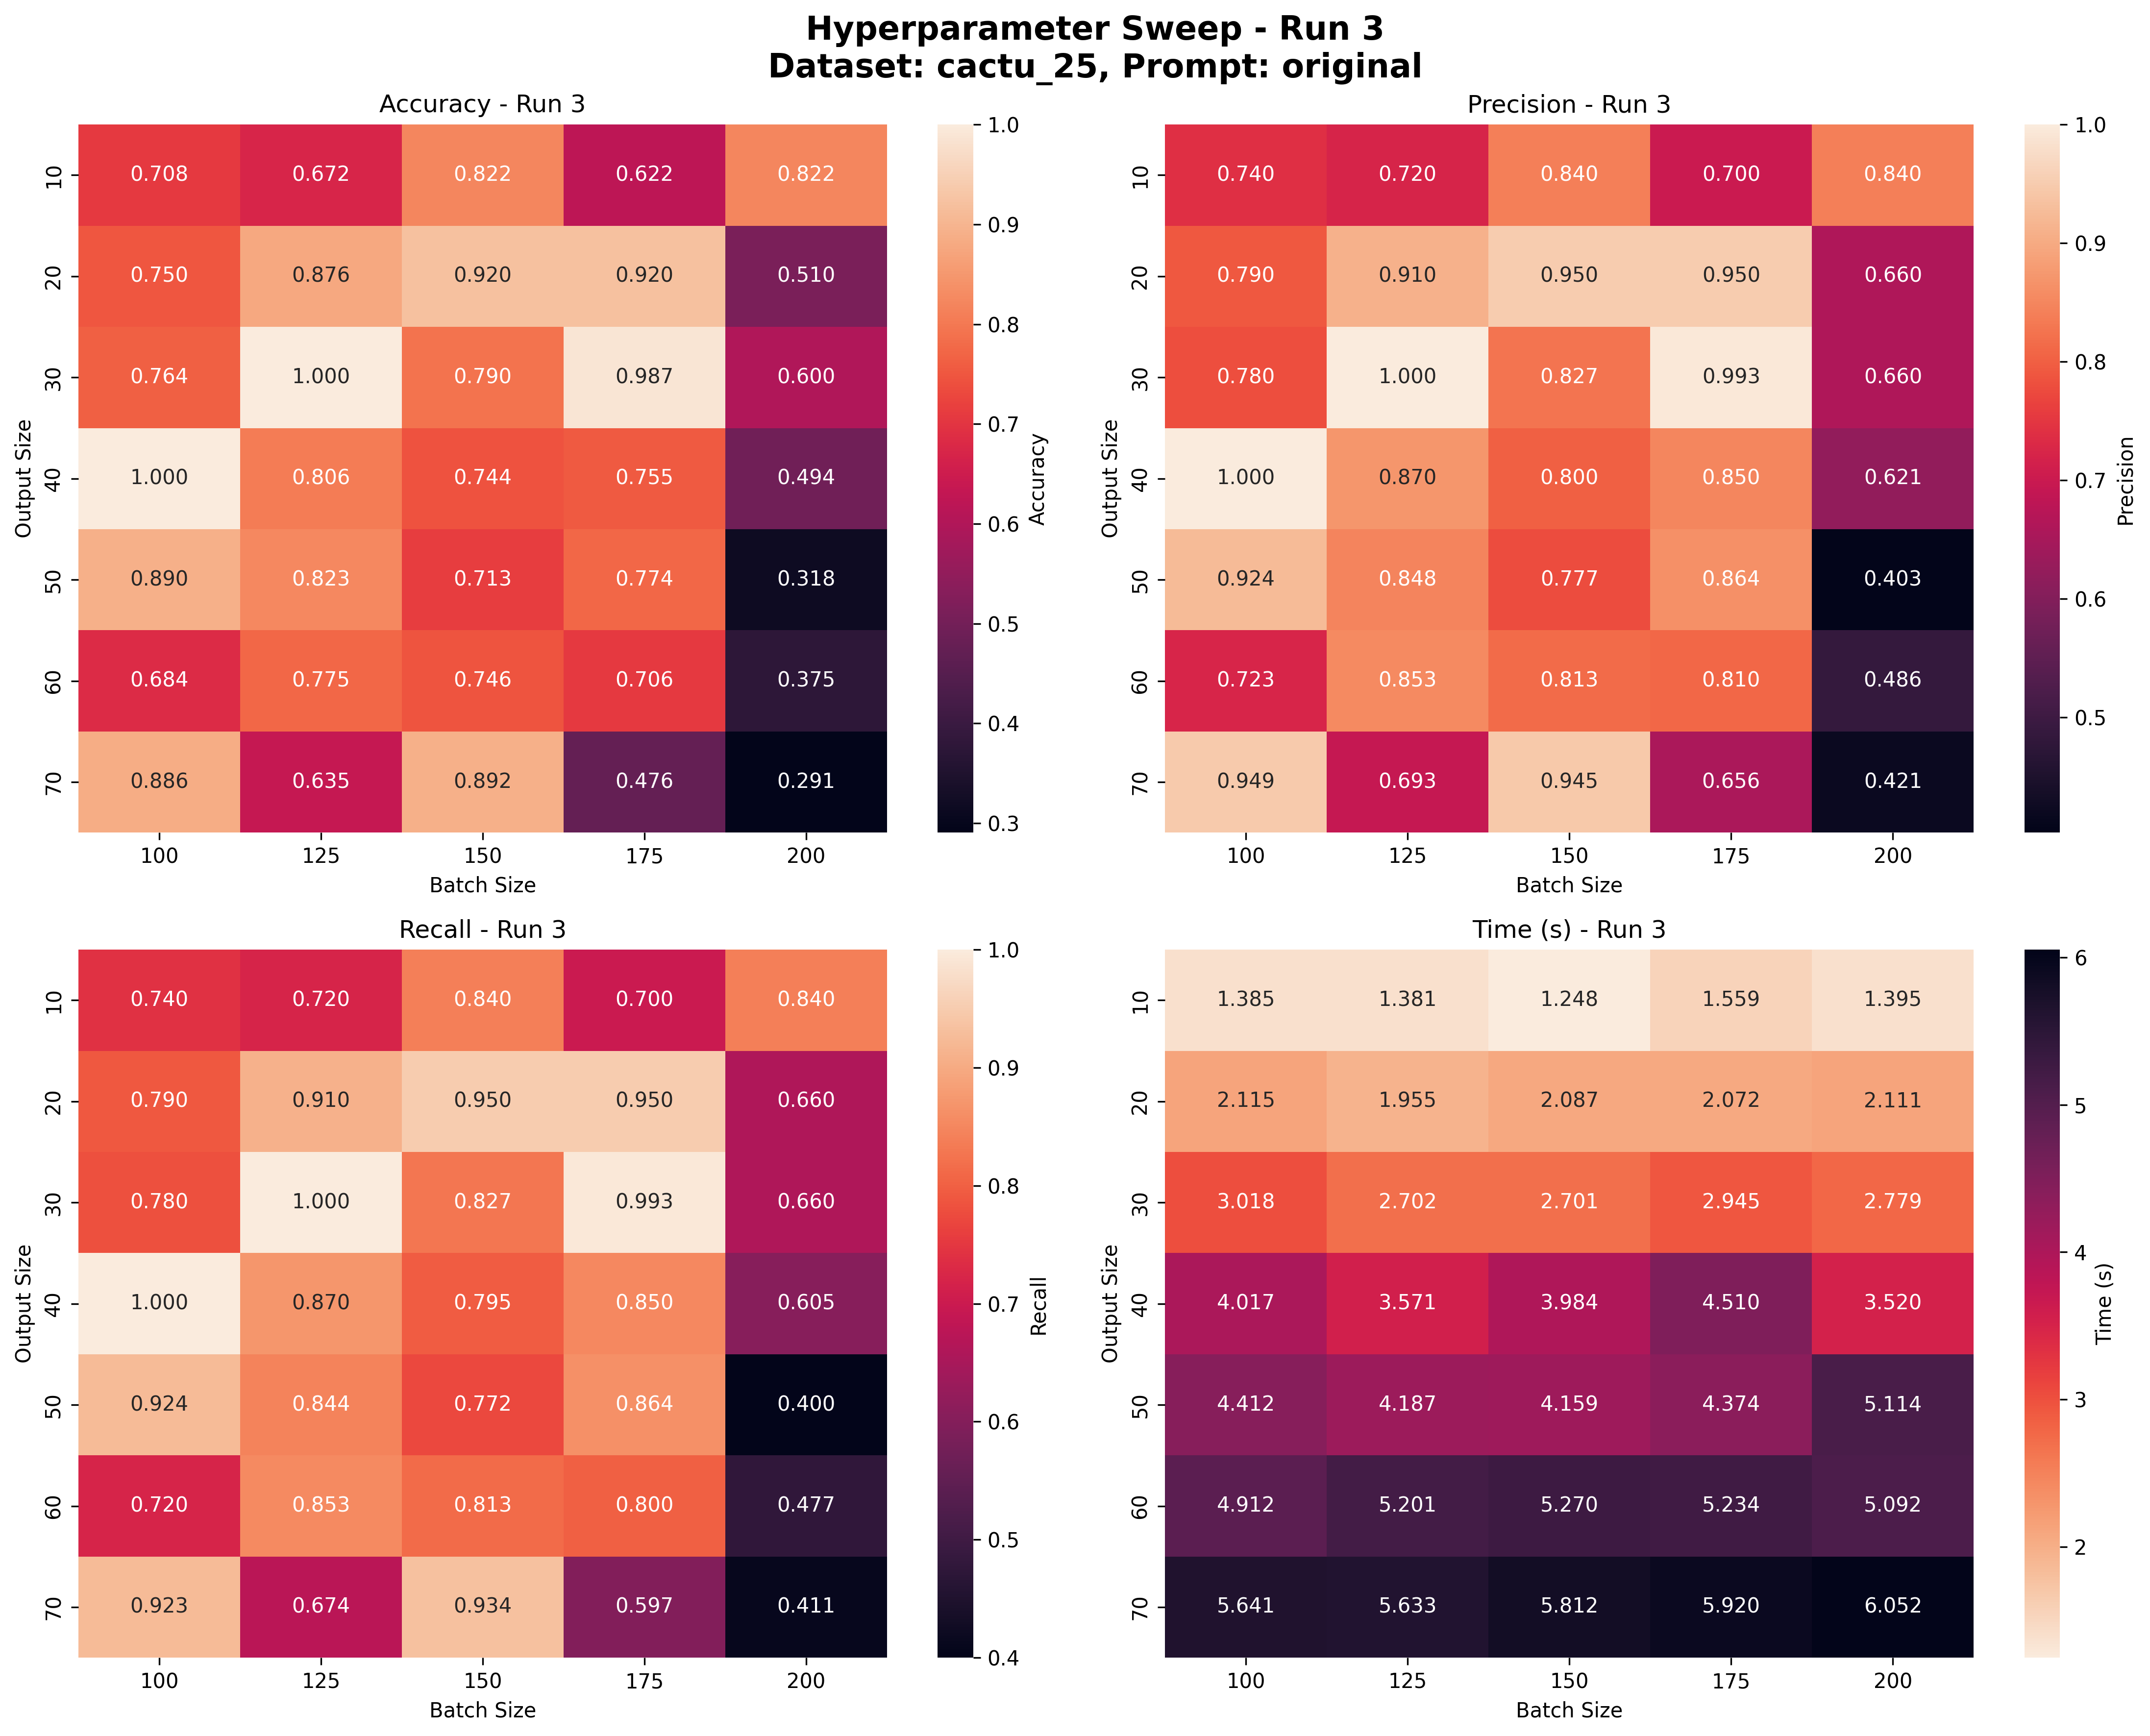 Hyperparameter Sweep - Run 3
Dataset: cactu_25, Prompt: original
Accuracy - Run 3
Output Size
10 0.708 0.672 0.822 0.622 0.822
20 0.750 0.876 0.920 0.920 0.510
30 0.764 1.000 0.790 0.987 0.600
40 1.000 0.806 0.744 0.755 0.494
50 0.890 0.823 0.713 0.774 0.318
60 0.684 0.775 0.746 0.706 0.375
70 0.886 0.635 0.892 0.476 0.291
100 125 150 175 200
Batch Size
1.0
0.9
0.8
0.7
0.6
0.5
0.4
0.3
Accuracy
Precision - Run 3
Output Size
10 0.740 0.720 0.840 0.700 0.840
20 0.790 0.910 0.950 0.950 0.660
30 0.780 1.000 0.827 0.993 0.660
40 1.000 0.870 0.800 0.850 0.621
50 0.924 0.848 0.777 0.864 0.403
60 0.723 0.853 0.813 0.810 0.486
70 0.949 0.693 0.945 0.656 0.421
100 125 150 175 200
Batch Size
1.0
0.9
0.8
0.7
0.6
0.5
Precision
Recall - Run 3
Output Size
10 0.740 0.720 0.840 0.700 0.840
20 0.790 0.910 0.950 0.950 0.660
30 0.780 1.000 0.827 0.993 0.660
40 1.000 0.870 0.795 0.850 0.605
50 0.924 0.844 0.772 0.864 0.400
60 0.720 0.853 0.813 0.800 0.477
70 0.923 0.674 0.934 0.597 0.411
100 125 150 175 200
Batch Size
1.0
0.9
0.8
0.7
0.6
0.5
0.4
Recall
Time (s) - Run 3
Output Size
10 1.385 1.381 1.248 1.559 1.395
20 2.115 1.955 2.087 2.072 2.111
30 3.018 2.702 2.701 2.945 2.779
40 4.017 3.571 3.984 4.510 3.520
50 4.412 4.187 4.159 4.374 5.114
60 4.912 5.201 5.270 5.234 5.092
70 5.641 5.633 5.812 5.920 6.052
100 125 150 175 200
Batch Size
6
5
4
3
2
Time (s)